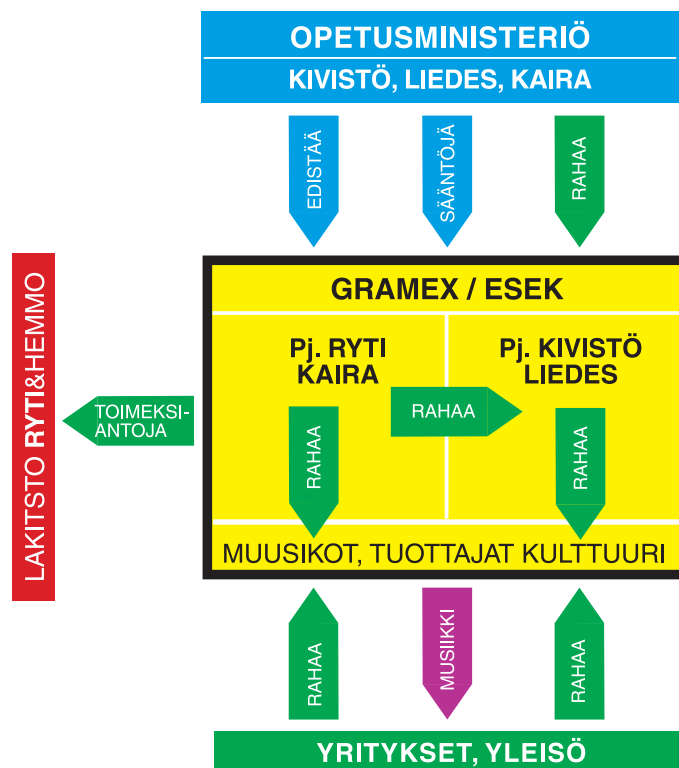 OPETUSMINISTERIÖ
KIVISTÖ, LIEDES, KAIRA
EDISTÄÄ
SÄÄNTÖJÄ
RAHAA
GRAMEX / ESEK
Pj. RYTI
KAIRA
Pj. KIVISTÖ
LIEDES
RAHAA
RAHAA
RAHAA
LAKITSTO RYTI&HEMMO
TOIMEKSI-
ANTOJA
MUUSIKOT, TUOTTAJAT KULTTUURI
RAHAA
MUSIIKKI
RAHAA
YRITYKSET, YLEISÖ